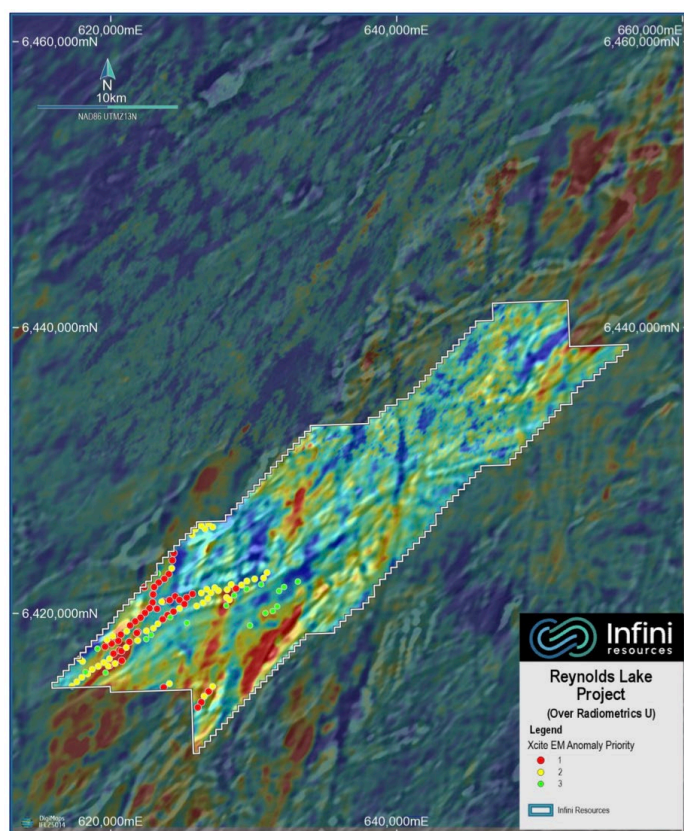 620,000mE
640,000mE
660,000mE
6,460,000mN
6,460,000mN
N
10km
NAD86 UTMZ13N
6,440,000mN
6,440,000mN
6,420,000mN
Infini
resources
Reynolds Lake
Project
(Over Radiometrics U)
Legend
Xcite EM Anomaly Priority
1
2
3
Infini Resources
DigiMaps
620,000mE
640,000mE